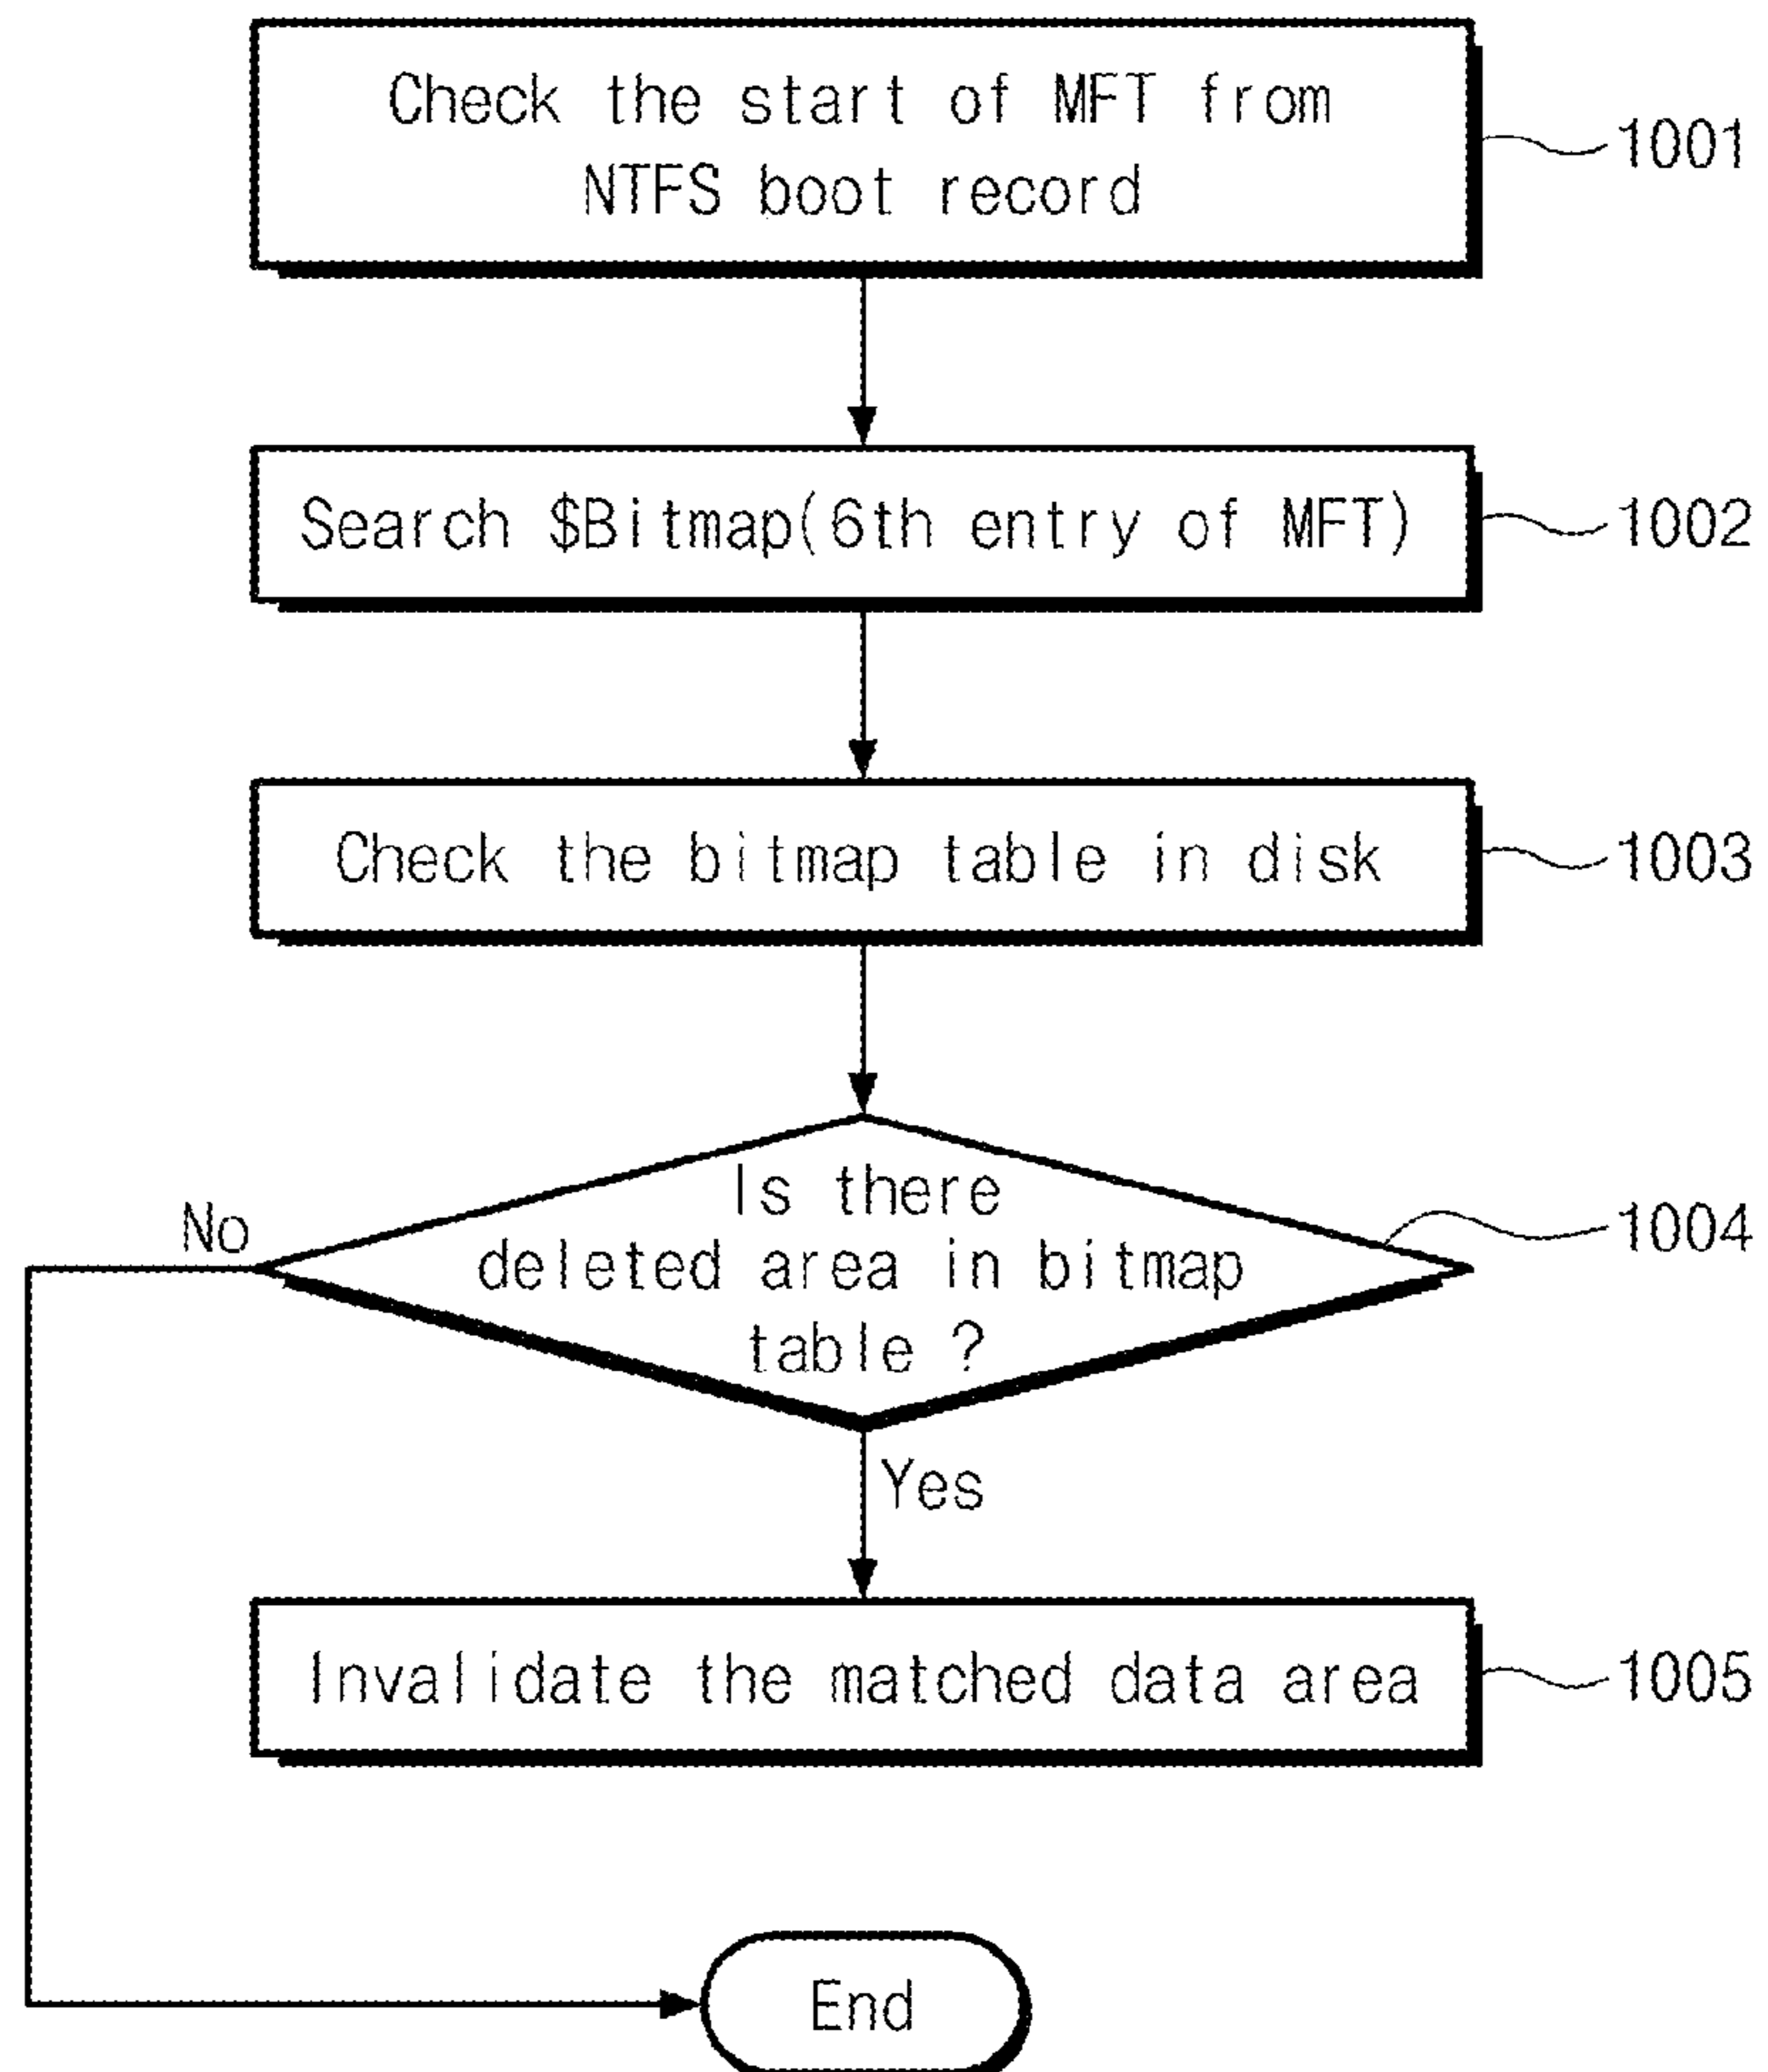 Check the start of MFT from
NTFS boot record
1001
Search $Bitmap(6th entry of MFT)
1002
Check the bitmap table in disk
1003
Is there
deleted area in bitmap
table ?
1004
No
Yes
Invalidate the matched data area
1005
End